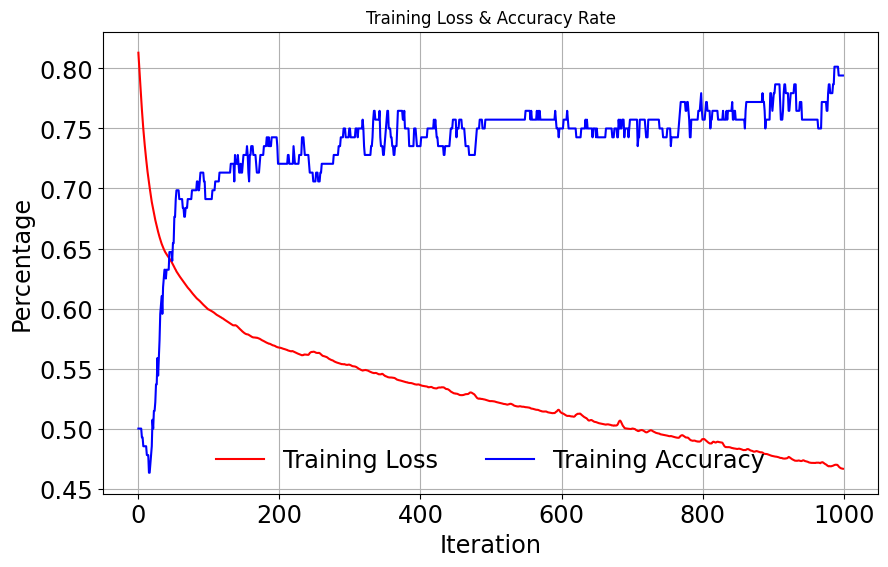 Training Loss & Accuracy Rate
0.80
0.75
0.70
0.65
0.60
0.55
0.50
0.45
Percentage
Training Loss
Training Accuracy
0 200 400 600 800 1000
Iteration